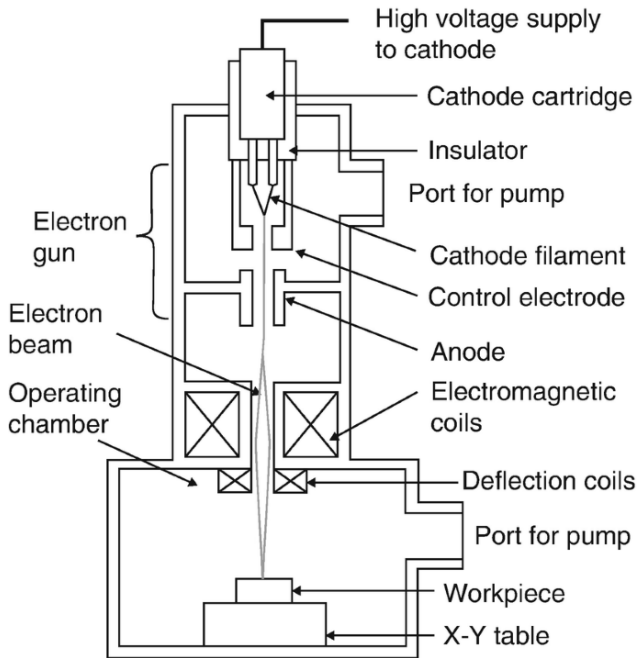 High voltage supply
to cathode
Cathode cartridge
Insulator
Port for pump
Electron
gun
Cathode filament
Control electrode
Electron
beam
Anode
Operating
chamber
Electromagnetic
coils
Deflection coils
Port for pump
Workpiece
X-Y table